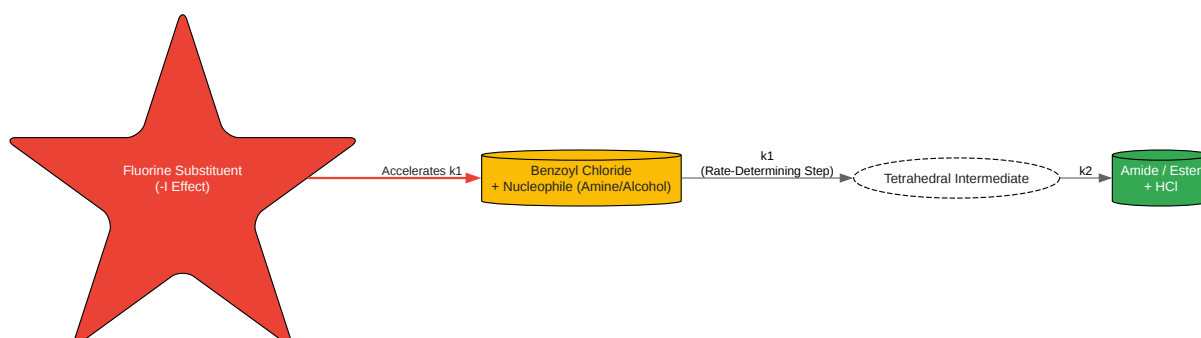 Fluorine Substituent
(-I Effect)
Accelerates k1
Benzoyl Chloride
+ Nucleophile (Amine/Alcohol)
k1
(Rate-Determining Step)
Tetrahedral Intermediate
k2
Amide / Ester
+ HCl